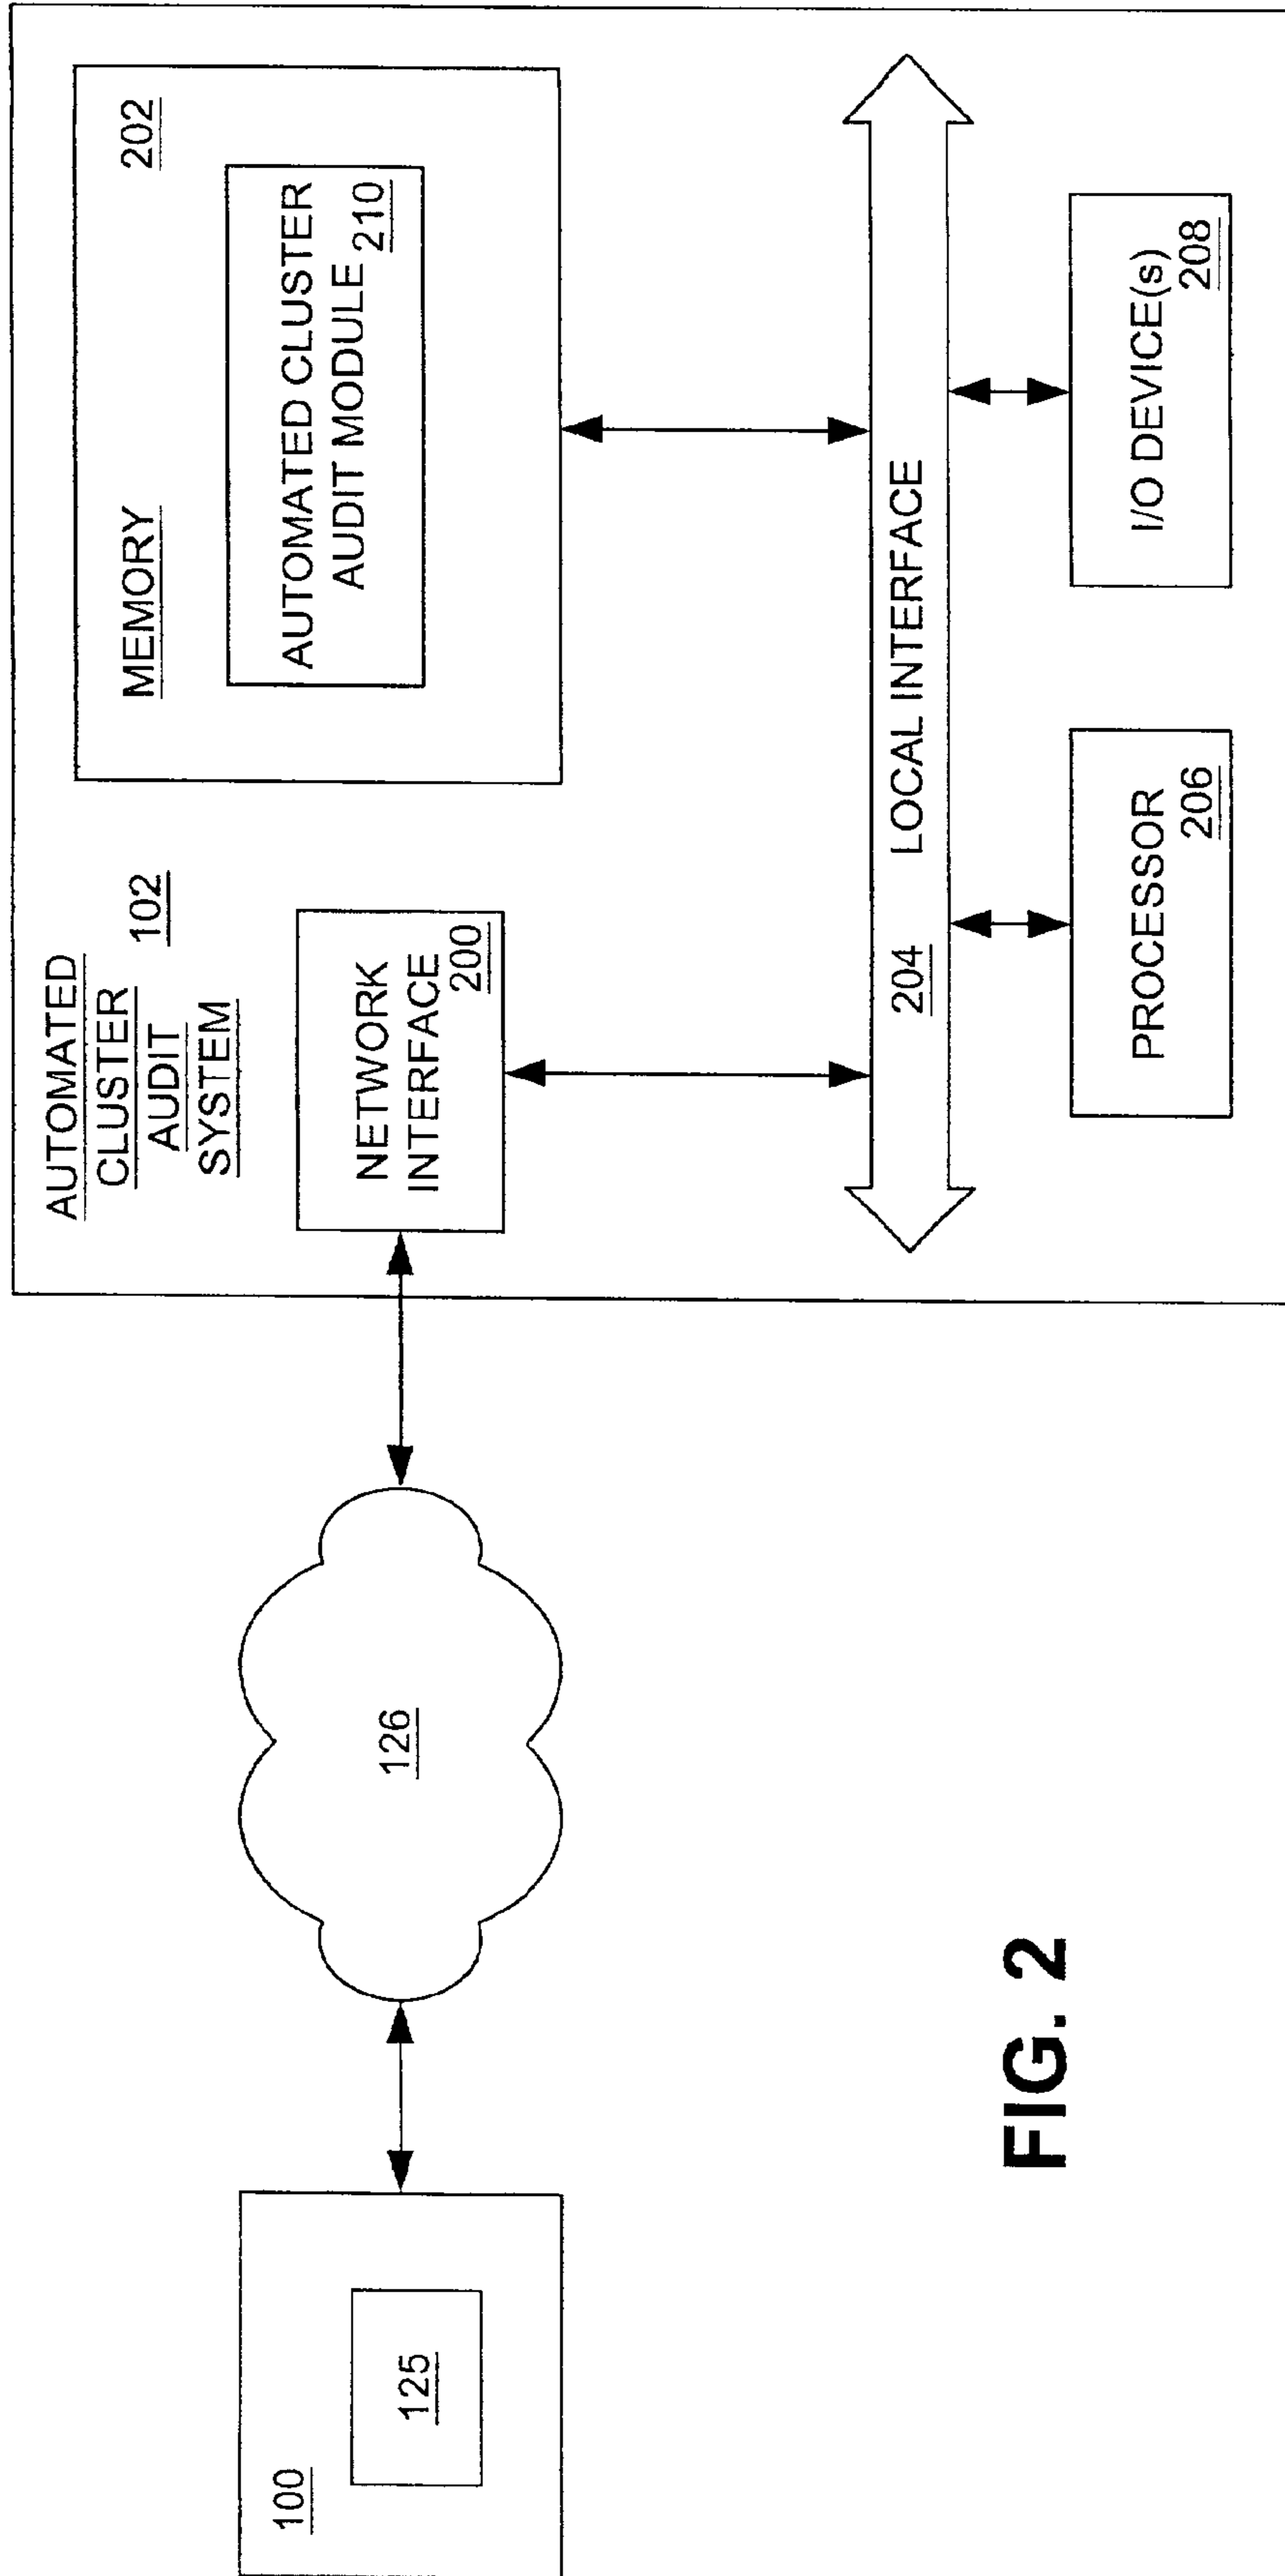 AUTOMATED
CLUSTER
AUDIT 102
SYSTEM
MEMORY 202
AUTOMATED CLUSTER
AUDIT MODULE 210
NETWORK
INTERFACE 200
100
125
126
204 LOCAL INTERFACE
PROCESSOR
206
I/O DEVICE(s)
208
FIG. 2